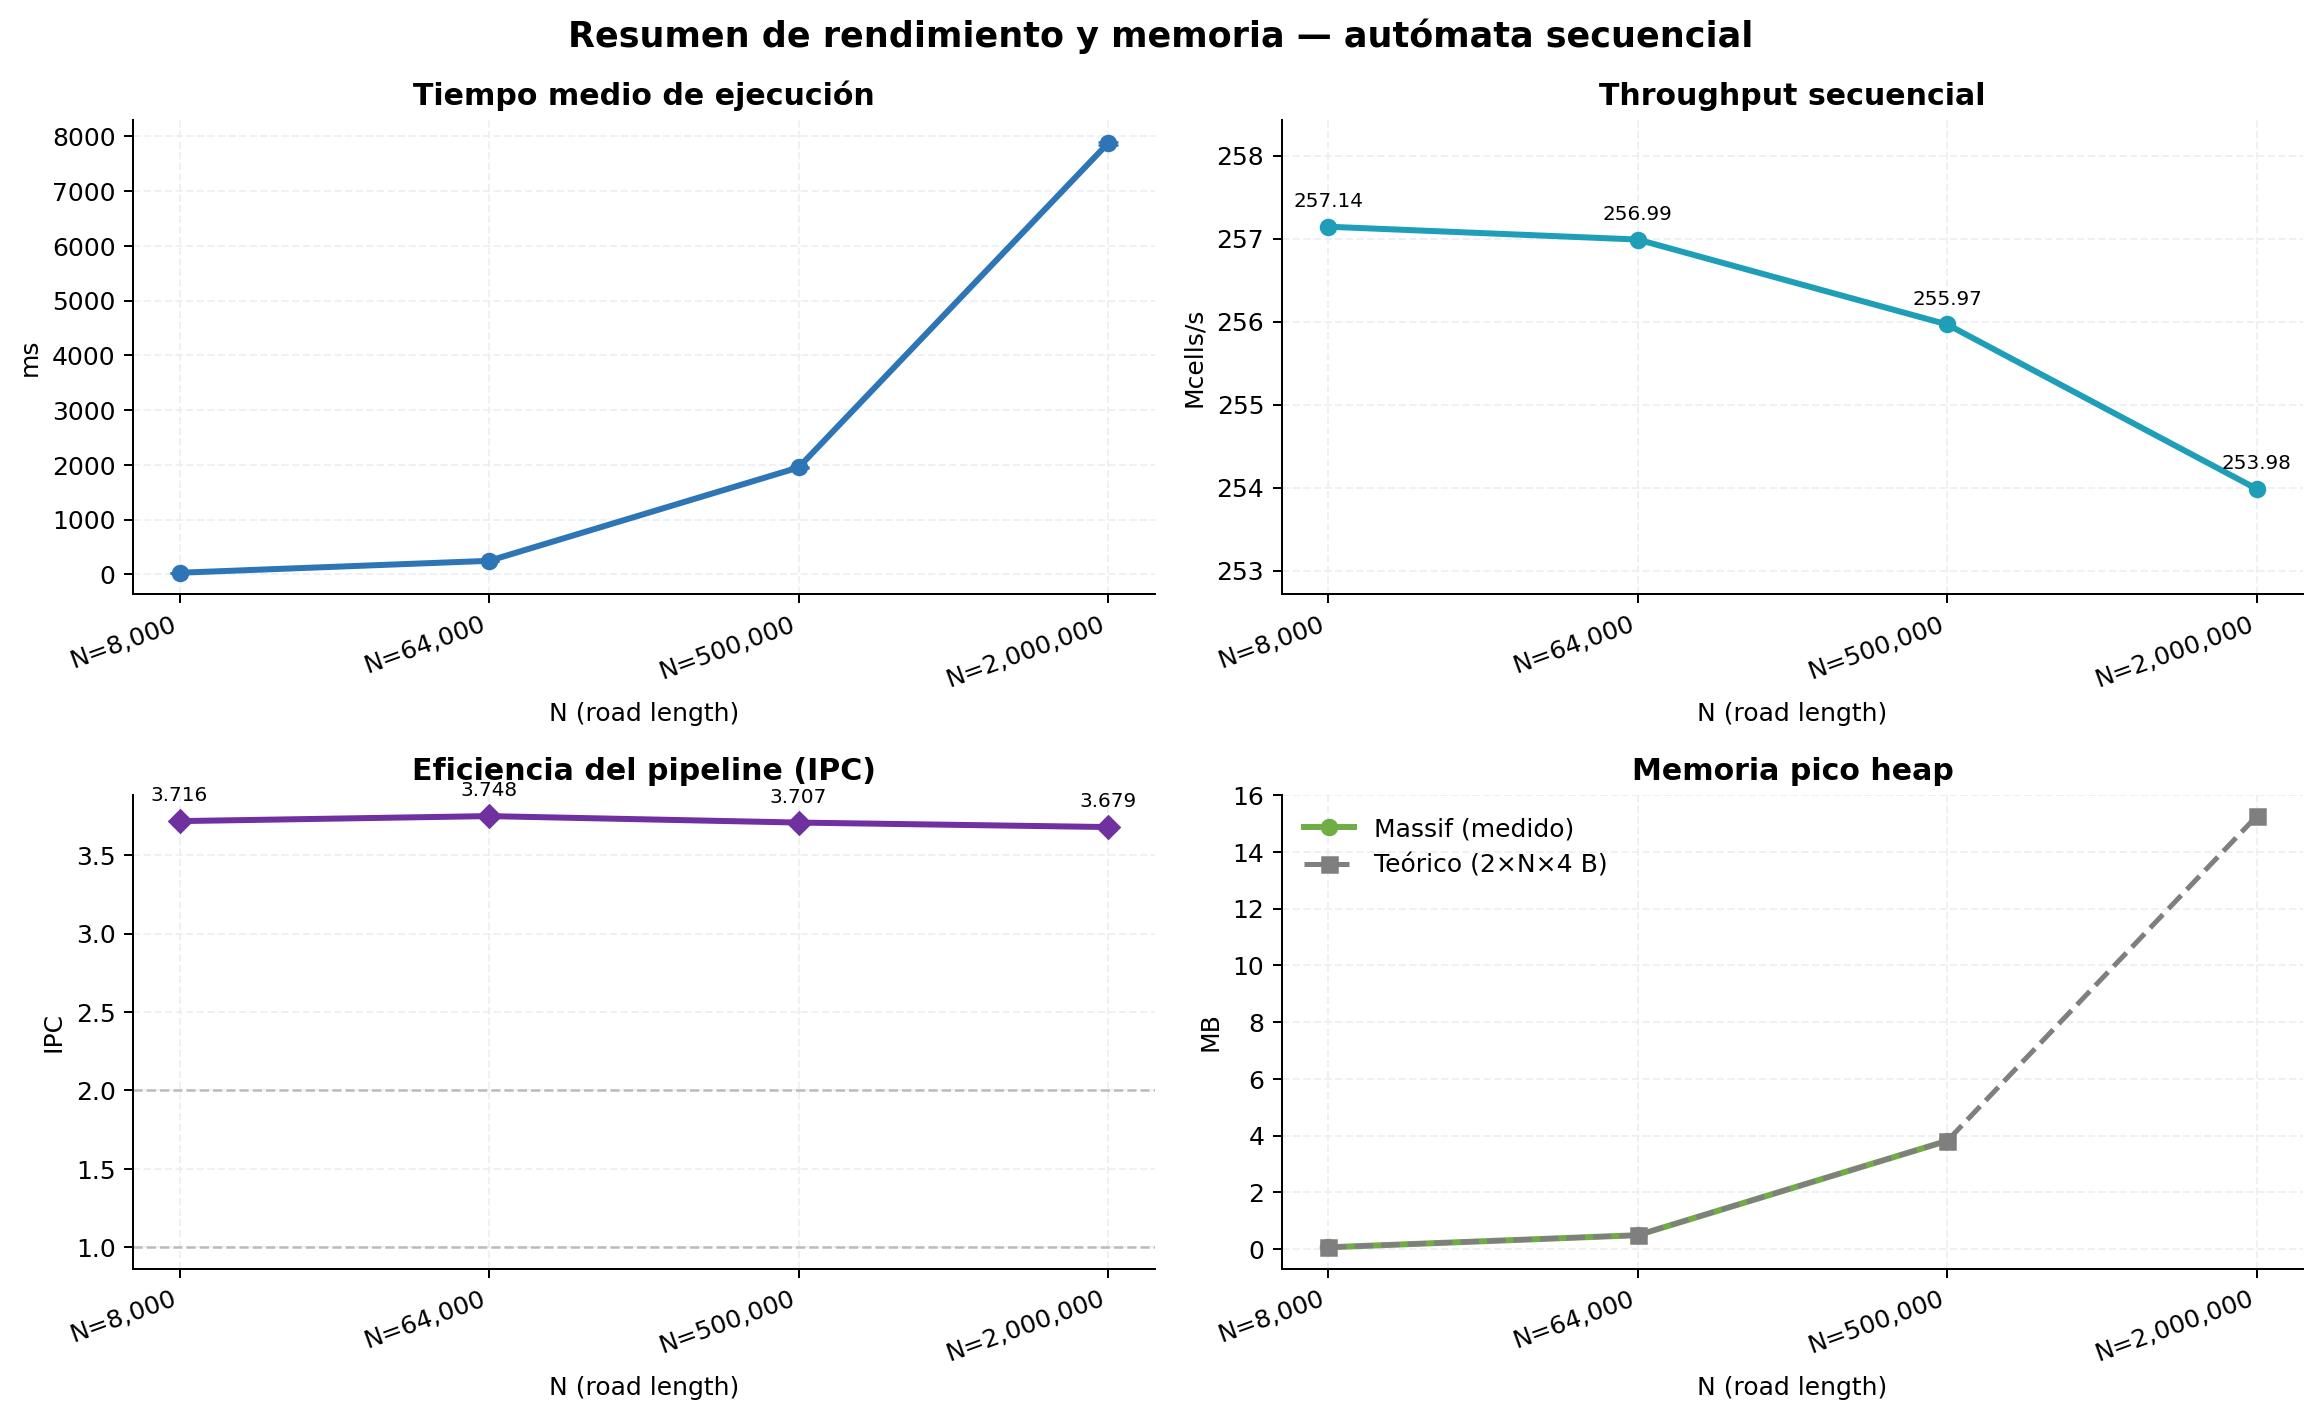 Resumen de rendimiento y memoria — autómata secuencial
Tiempo medio de ejecución
8000
7000
6000
5000
4000
3000
2000
1000
0
ms
N=8,000
N=64,000
N=500,000
N=2,000,000
N (road length)
Throughput secuencial
258
257
256
255
254
253
Mcells/s
257.14
256.99
255.97
253.98
N=8,000
N=64,000
N=500,000
N=2,000,000
N (road length)
Eficiencia del pipeline (IPC)
3.716
3.748
3.707
3.679
3.5
3.0
2.5
2.0
1.5
1.0
IPC
N=8,000
N=64,000
N=500,000
N=2,000,000
N (road length)
Memoria pico heap
16
14
12
10
8
6
4
2
0
MB
Massif (medido)
Teórico (2×N×4 B)
N=8,000
N=64,000
N=500,000
N=2,000,000
N (road length)